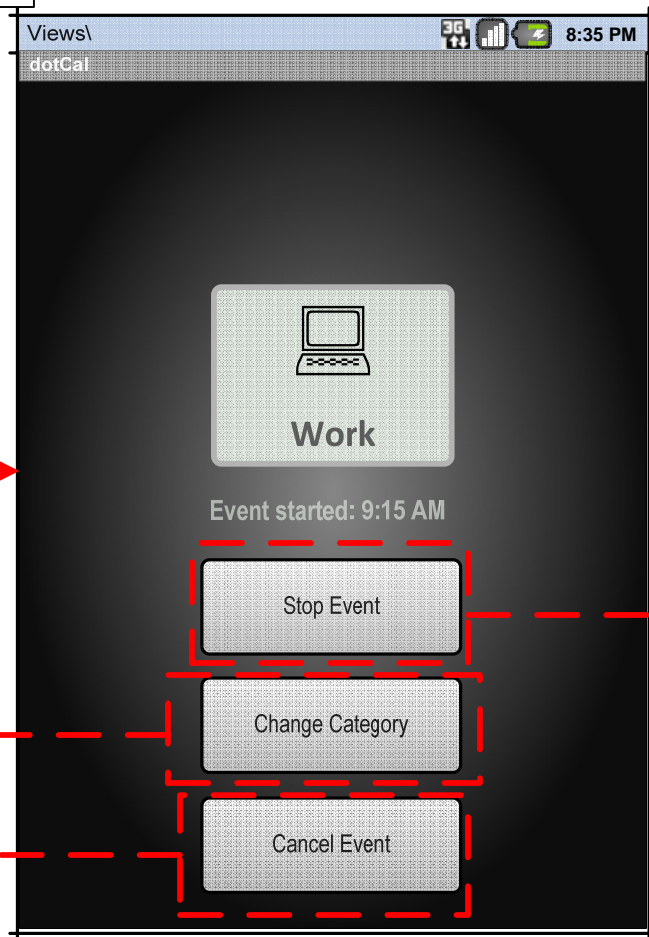 Views\
3G
8:35 PM
dotCal
Work
Event started: 9:15 AM
Stop Event
Change Category
Cancel Event